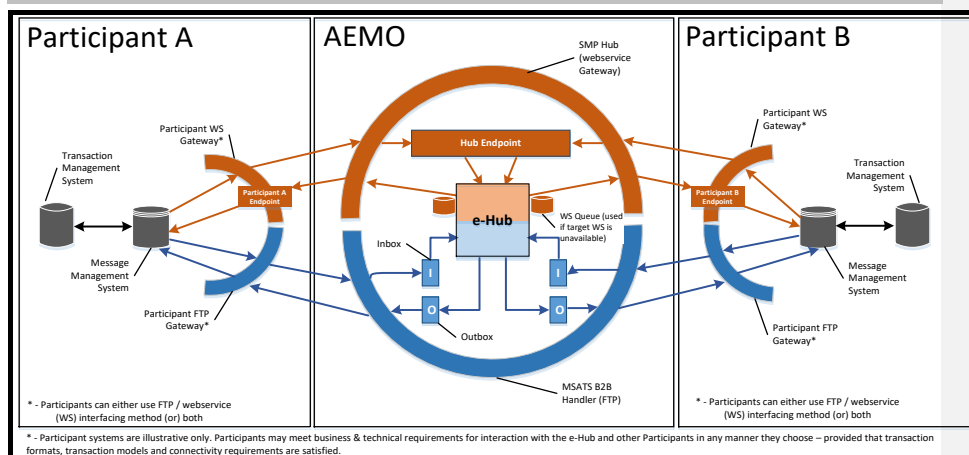 Participant A
AEMO
Participant B
SMP Hub
(webservice
Gateway)
Participant WS
Gateway*
Transaction
Management
System
Participant A
Endpoint
Message
Management
System
Participant FTP
Gateway*
Hub Endpoint
e-Hub
WS Queue (used
if target WS is
unavailable)
Inbox
I
I
O
O
Outbox
MSATS B2B
Handler (FTP)
Participant WS
Gateway*
Transaction
Management
System
Participant B
Endpoint
Message
Management
System
Participant FTP
Gateway*
* - Participants can either use FTP / webservice
(WS) interfacing method (or) both
* - Participants can either use FTP / webservice
(WS) interfacing method (or) both
* - Participant systems are illustrative only. Participants may meet business & technical requirements for interaction with the e-Hub and other Participants in any manner they choose – provided that transaction
formats, transaction models and connectivity requirements are satisfied.